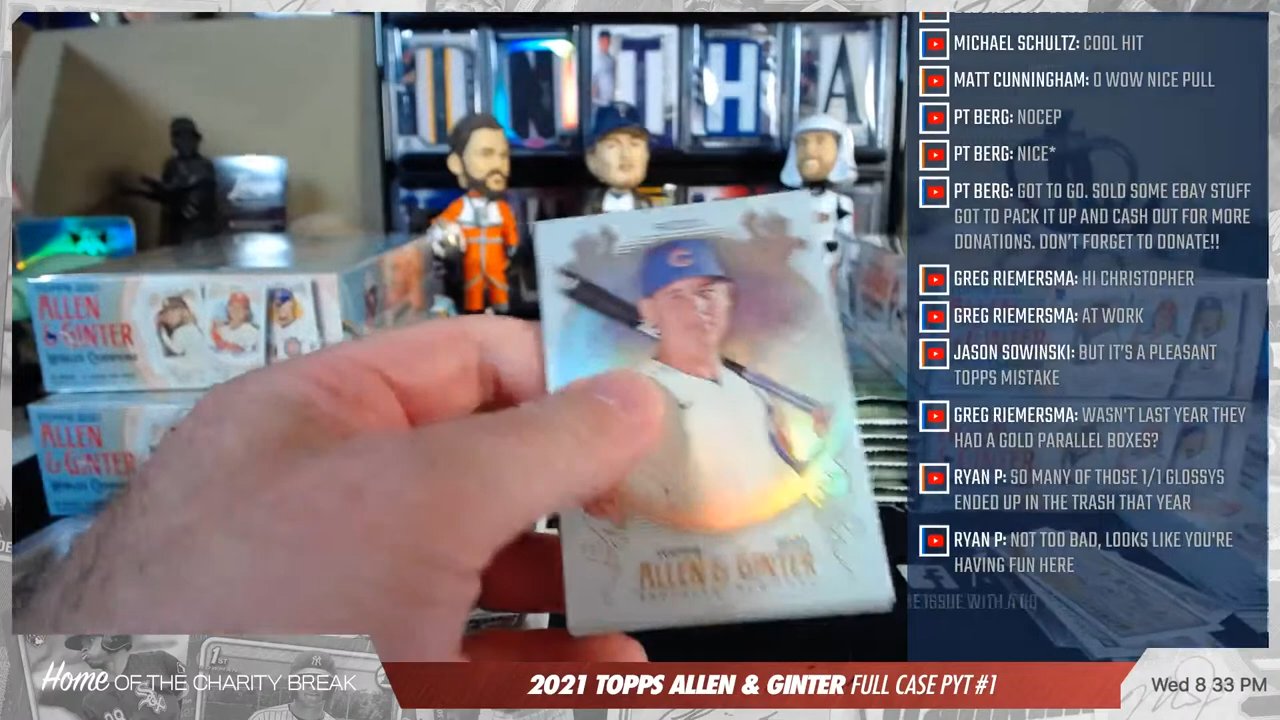 MICHAEL SCHULTZ: COOL HIT
MATT CUNNINGHAM: O WOW NICE PULL
PT BERG: NOCEP
PT BERG: NICE*
PT BERG: GOT TO GO. SOLD SOME EBAY STUFF
GOT TO PACK IT UP AND CASH OUT FOR MORE
DONATIONS. DON'T FORGET TO DONATE!!
GREG RIEMERSMA: HI CHRISTOPHER
GREG RIEMERSMA: AT WORK
JASON SOWINSKI: BUT IT'S A PLEASANT
TOPPS MISTAKE
GREG RIEMERSMA: WASN'T LAST YEAR THEY
HAD A GOLD PARALLEL BOXES?
RYAN P: SO MANY OF THOSE 1/1 GLOSSYS
ENDED UP IN THE TRASH THAT YEAR
RYAN P: NOT TOO BAD, LOOKS LIKE YOU'RE
HAVING FUN HERE
ISSUE WITH A
N T H A
C
ALLEN
& GINTER
ALLEN
& GINTER
ALLEN & GINTER
1st
Home OF THE CHARITY BREAK
2021 TOPPS ALLEN & GINTER FULL CASE PYT #1
Wed 8 33 PM